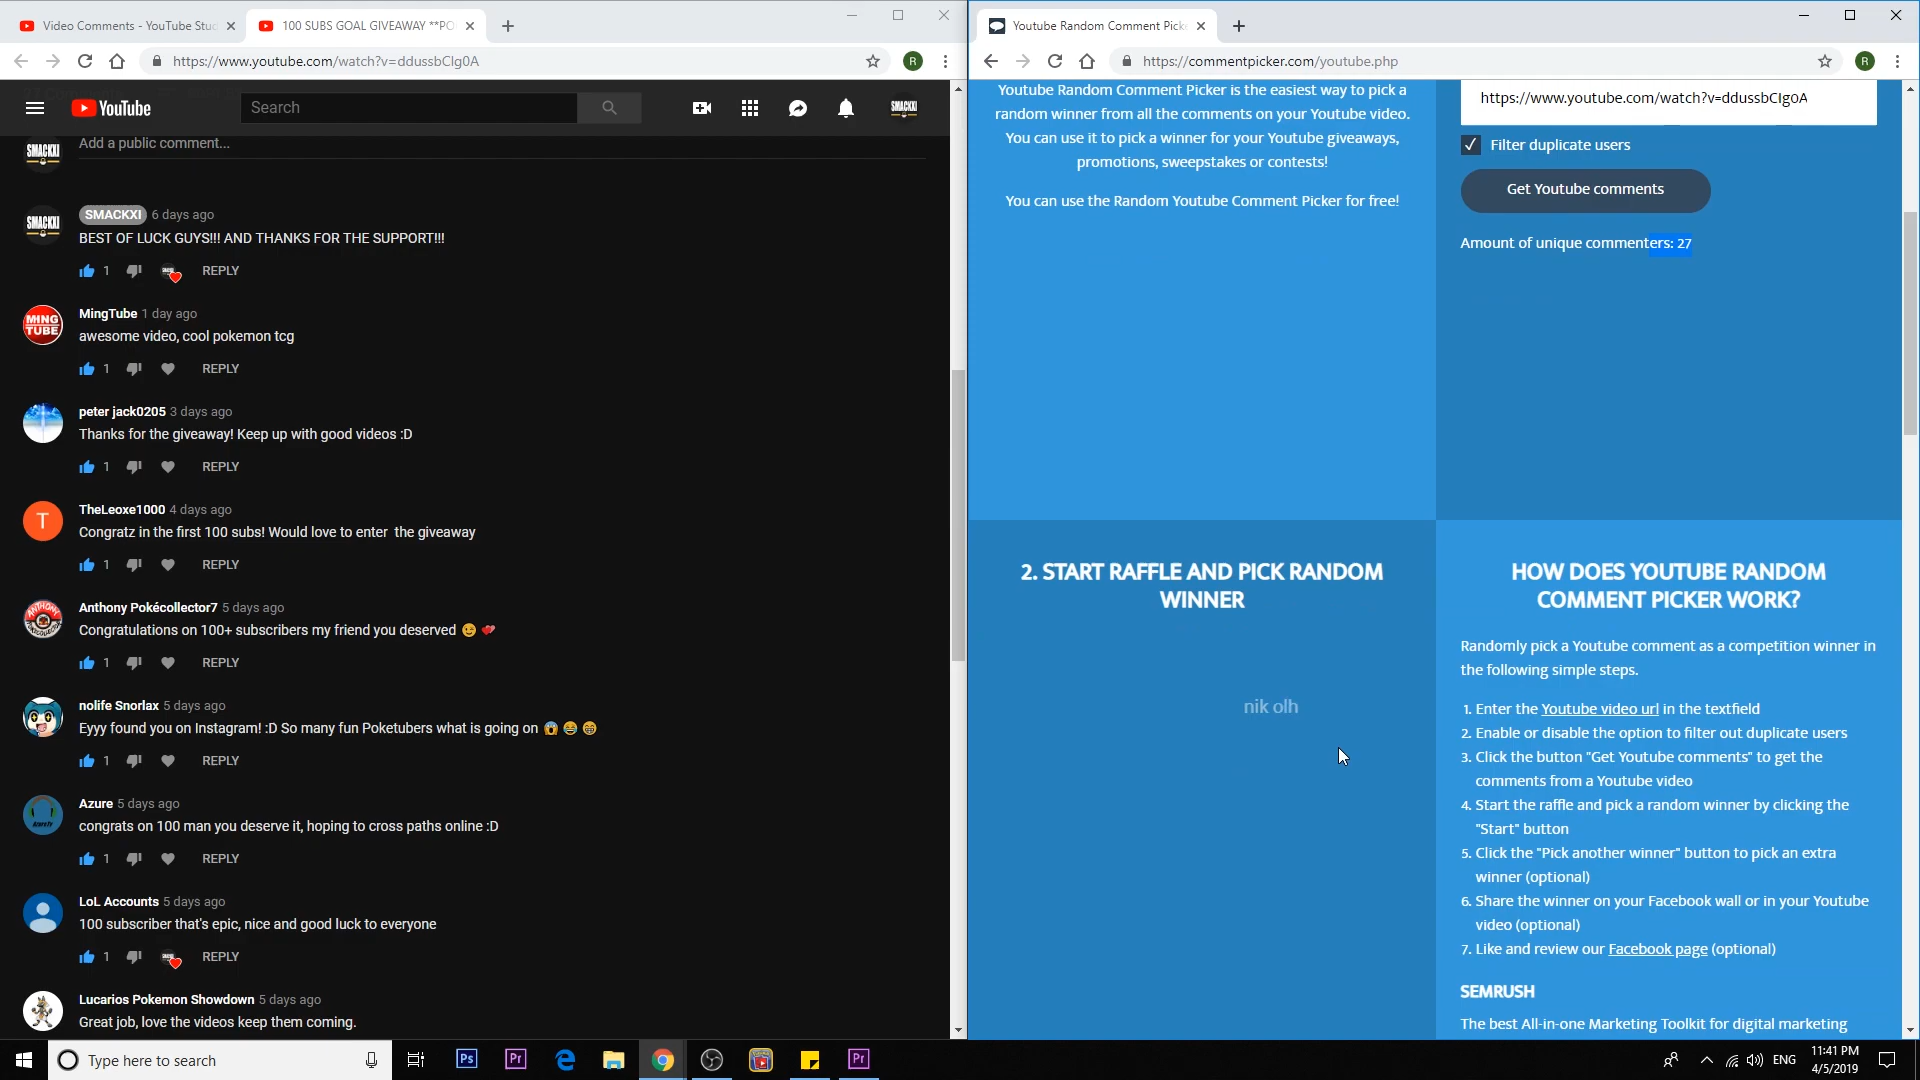 Video Comments - YouTube Stud
100 SUBS GOAL GIVEAWAY **PO
https://www.youtube.com/watch?v=ddussbCIg0A
R
YouTube
Search
SMACKXI
SMACKXI
Add a public comment...
SMACKXI
SMACKXI 6 days ago
BEST OF LUCK GUYS!!! AND THANKS FOR THE SUPPORT!!!
1 REPLY
MING TUBE
MingTube 1 day ago
awesome video, cool pokemon tcg
1 REPLY
peter jack0205 3 days ago
Thanks for the giveaway! Keep up with good videos :D
1 REPLY
T
TheLeoxe1000 4 days ago
Congratz in the first 100 subs! Would love to enter the giveaway
1 REPLY
Anthony Pokécollector7 5 days ago
Congratulations on 100+ subscribers my friend you deserved 😉 💕
1 REPLY
nolife Snorlax 5 days ago
Eyyy found you on Instagram! :D So many fun Poketubers what is going on 😱 😂 😁
1 REPLY
Azure 5 days ago
congrats on 100 man you deserve it, hoping to cross paths online :D
1 REPLY
LoL Accounts 5 days ago
100 subscriber that's epic, nice and good luck to everyone
1 REPLY
Lucarios Pokemon Showdown 5 days ago
Great job, love the videos keep them coming.
Youtube Random Comment Picke
https://commentpicker.com/youtube.php
R
Youtube Random Comment Picker is the easiest way to pick a
random winner from all the comments on your Youtube video.
You can use it to pick a winner for your Youtube giveaways,
promotions, sweepstakes or contests!
You can use the Random Youtube Comment Picker for free!
https://www.youtube.com/watch?v=ddussbCIg0A
Filter duplicate users
Get Youtube comments
Amount of unique commenters: 27
2. START RAFFLE AND PICK RANDOM
WINNER
nik olh
HOW DOES YOUTUBE RANDOM
COMMENT PICKER WORK?
Randomly pick a Youtube comment as a competition winner in
the following simple steps.
1. Enter the Youtube video url in the textfield
2. Enable or disable the option to filter out duplicate users
3. Click the button "Get Youtube comments" to get the
comments from a Youtube video
4. Start the raffle and pick a random winner by clicking the
"Start" button
5. Click the "Pick another winner" button to pick an extra
winner (optional)
6. Share the winner on your Facebook wall or in your Youtube
video (optional)
7. Like and review our Facebook page (optional)
SEMRUSH
The best All-in-one Marketing Toolkit for digital marketing
Type here to search
Ps
Pr
Pr
ENG
11:41 PM
4/5/2019